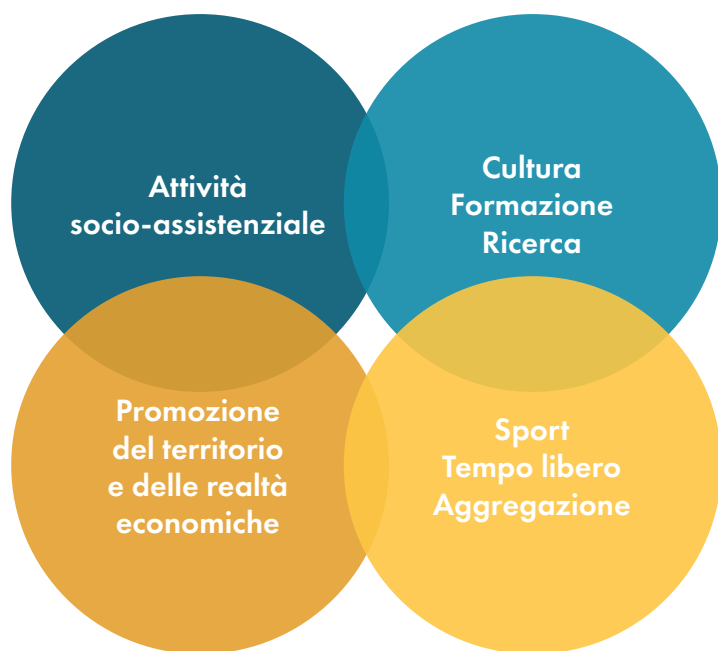 Attività
socio-assistenziale
Cultura
Formazione
Ricerca
Promozione
del territorio
e delle realtà
economiche
Sport
Tempo libero
Aggregazione